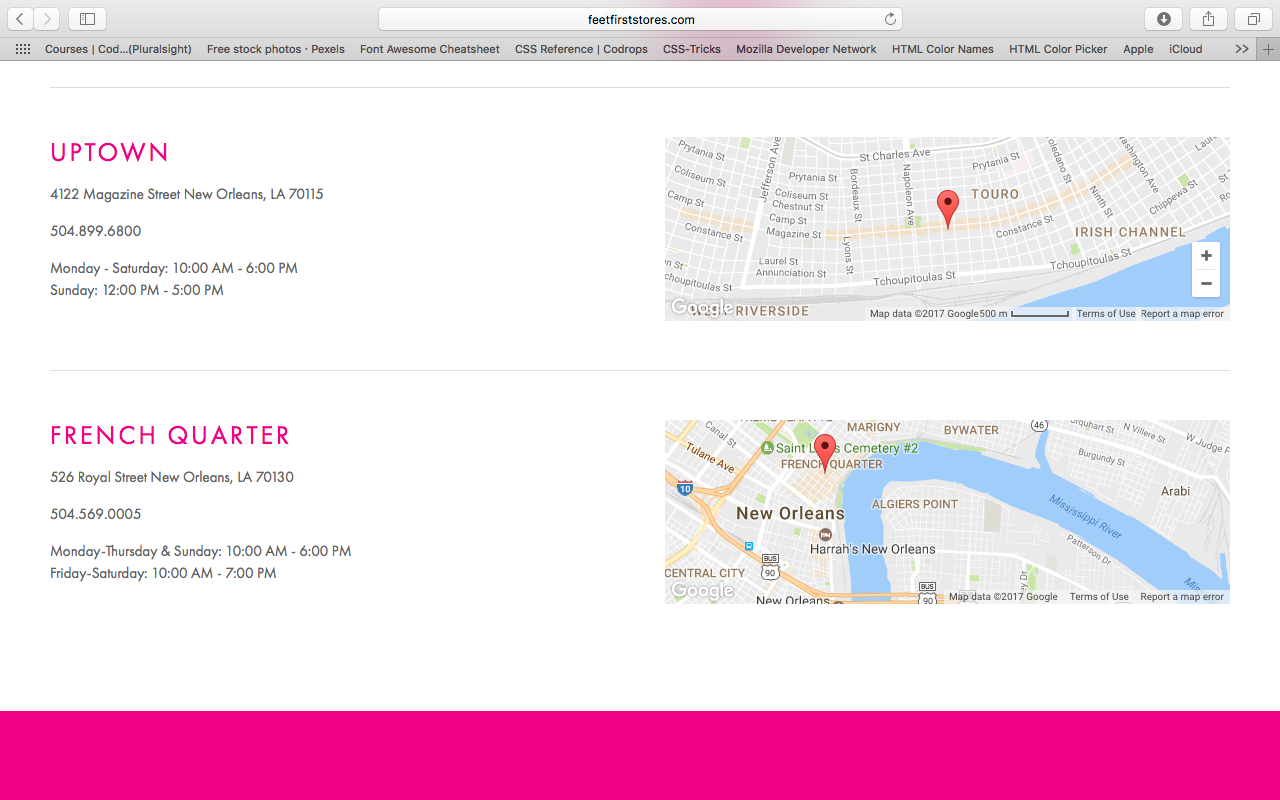 feetfirststores.com
Courses | Cod...(Pluralsight) Free stock photos · Pexels Font Awesome Cheatsheet CSS Reference | Codrops CSS-Tricks Mozilla Developer Network HTML Color Names HTML Color Picker Apple iCloud
UPTOWN
4122 Magazine Street New Orleans, LA 70115
504.899.6800
Monday - Saturday: 10:00 AM - 6:00 PM
Sunday: 12:00 PM - 5:00 PM
Prytania St
St Charles Ave
Prytania St
Coliseum St
Jefferson Ave
Prytania St
Bordeaux St
Napoleon Ave
Washington Ave
Coliseum St
Chestnut St
TOURO
Camp St
Camp St
Ninth St
Chippewa St
Constance St
Magazine St
Constance St
IRISH CHANNEL
Lyons St
Laurel St
Annunciation St
Tchoupitoulas St
Tchoupitoulas St
+
−
Google
RIVERSIDE
Map data ©2017 Google 500 m Terms of Use Report a map error
FRENCH QUARTER
526 Royal Street New Orleans, LA 70130
504.569.0005
Monday-Thursday & Sunday: 10:00 AM - 6:00 PM
Friday-Saturday: 10:00 AM - 7:00 PM
MARIGNY
BYWATER
46
N Villere St
Canal St
Saint Cemetery #2
Tulane Ave
FRENCH QUARTER
Burgundy St
10
Arabi
ALGIERS POINT
New Orleans
Mississippi River
Harrah's New Orleans
Patterson Dr
BUS
90
CENTRAL CITY
BUS
90
Google
New Orleans
Map data ©2017 Google Terms of Use Report a map error